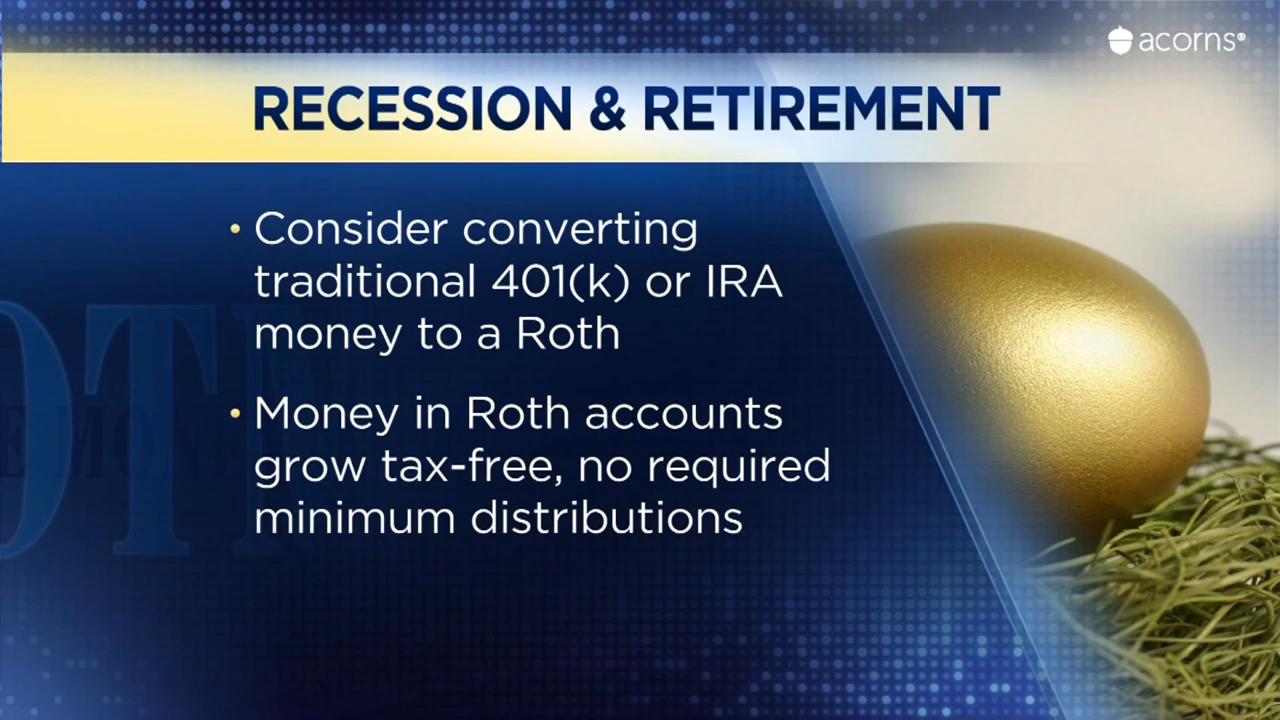 acorns®
RECESSION & RETIREMENT
• Consider converting
traditional 401(k) or IRA
money to a Roth
• Money in Roth accounts
grow tax-free, no required
minimum distributions